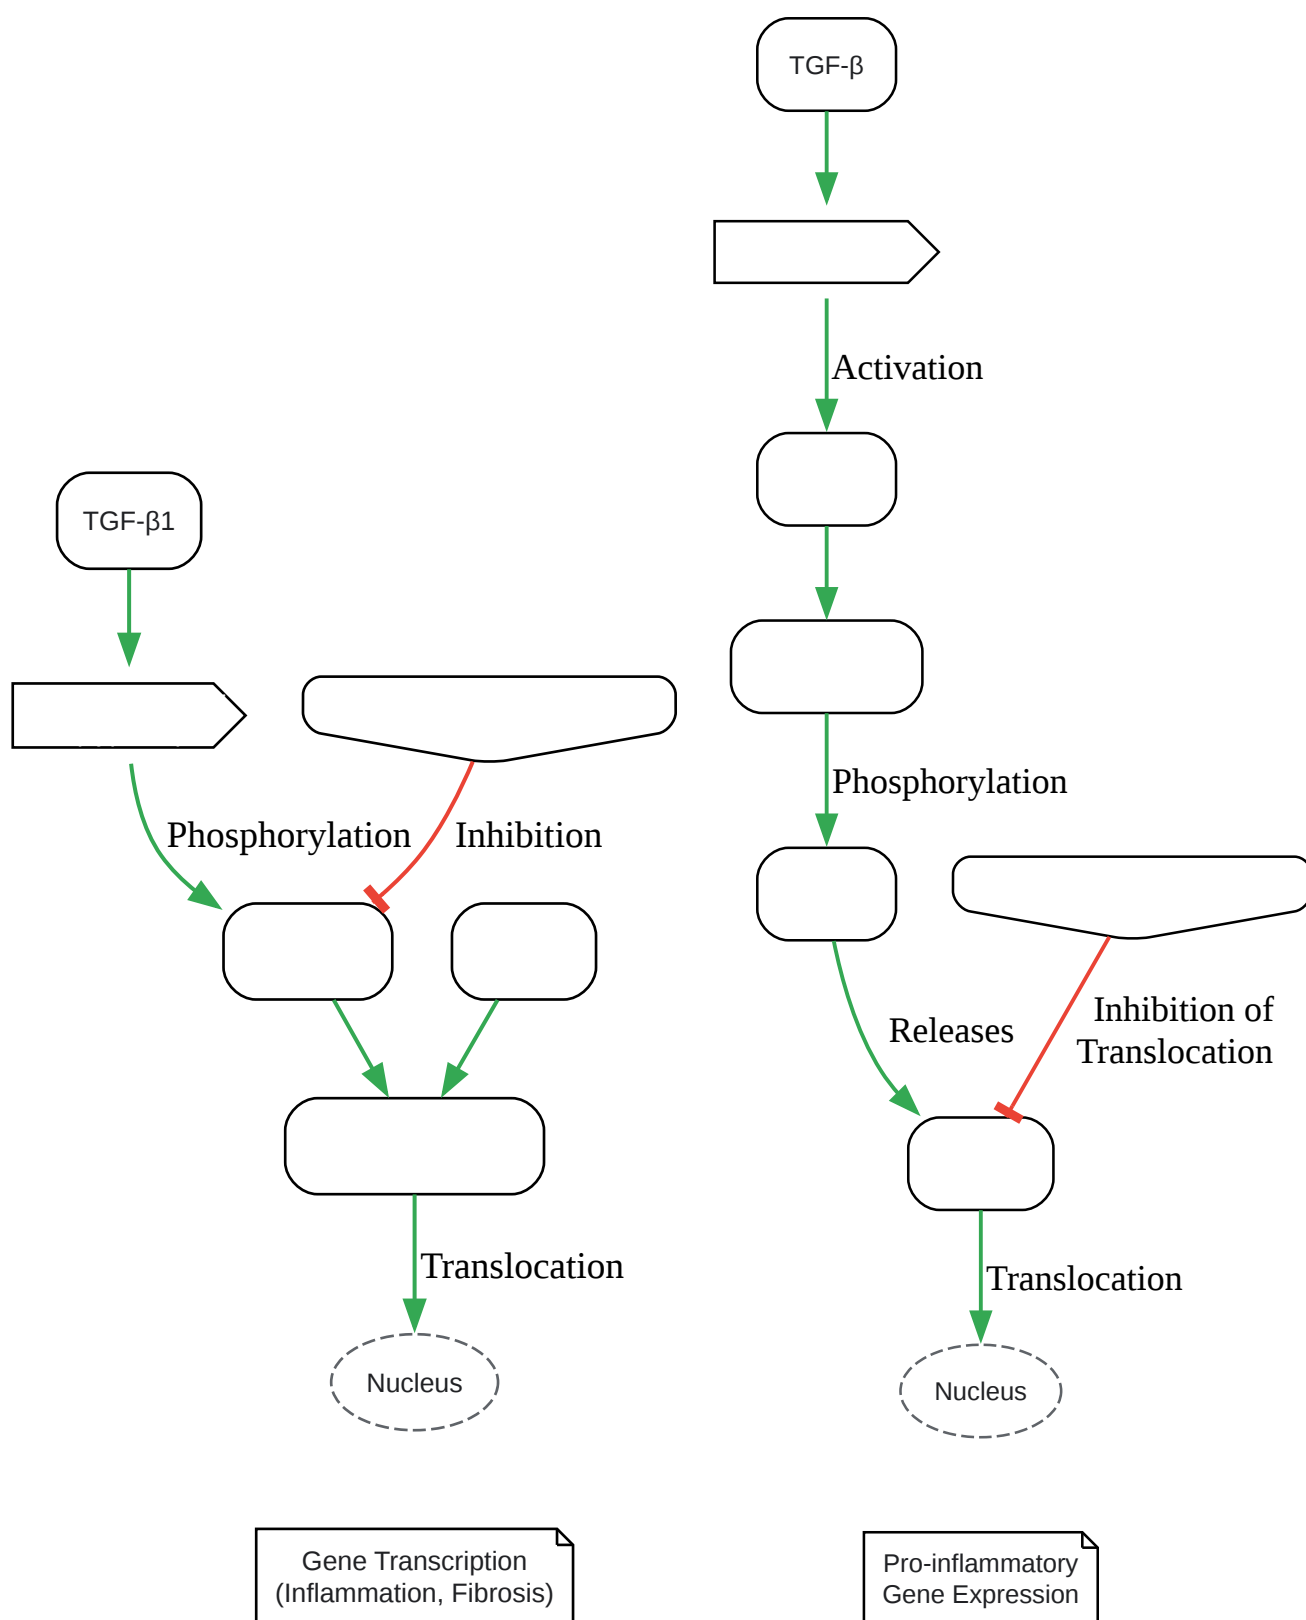 TGF-β
Activation
TGF-β1
Phosphorylation
Phosphorylation
Inhibition
Releases
Inhibition of
Translocation
Translocation
Translocation
Nucleus
Nucleus
Gene Transcription
(Inflammation, Fibrosis)
Pro-inflammatory
Gene Expression